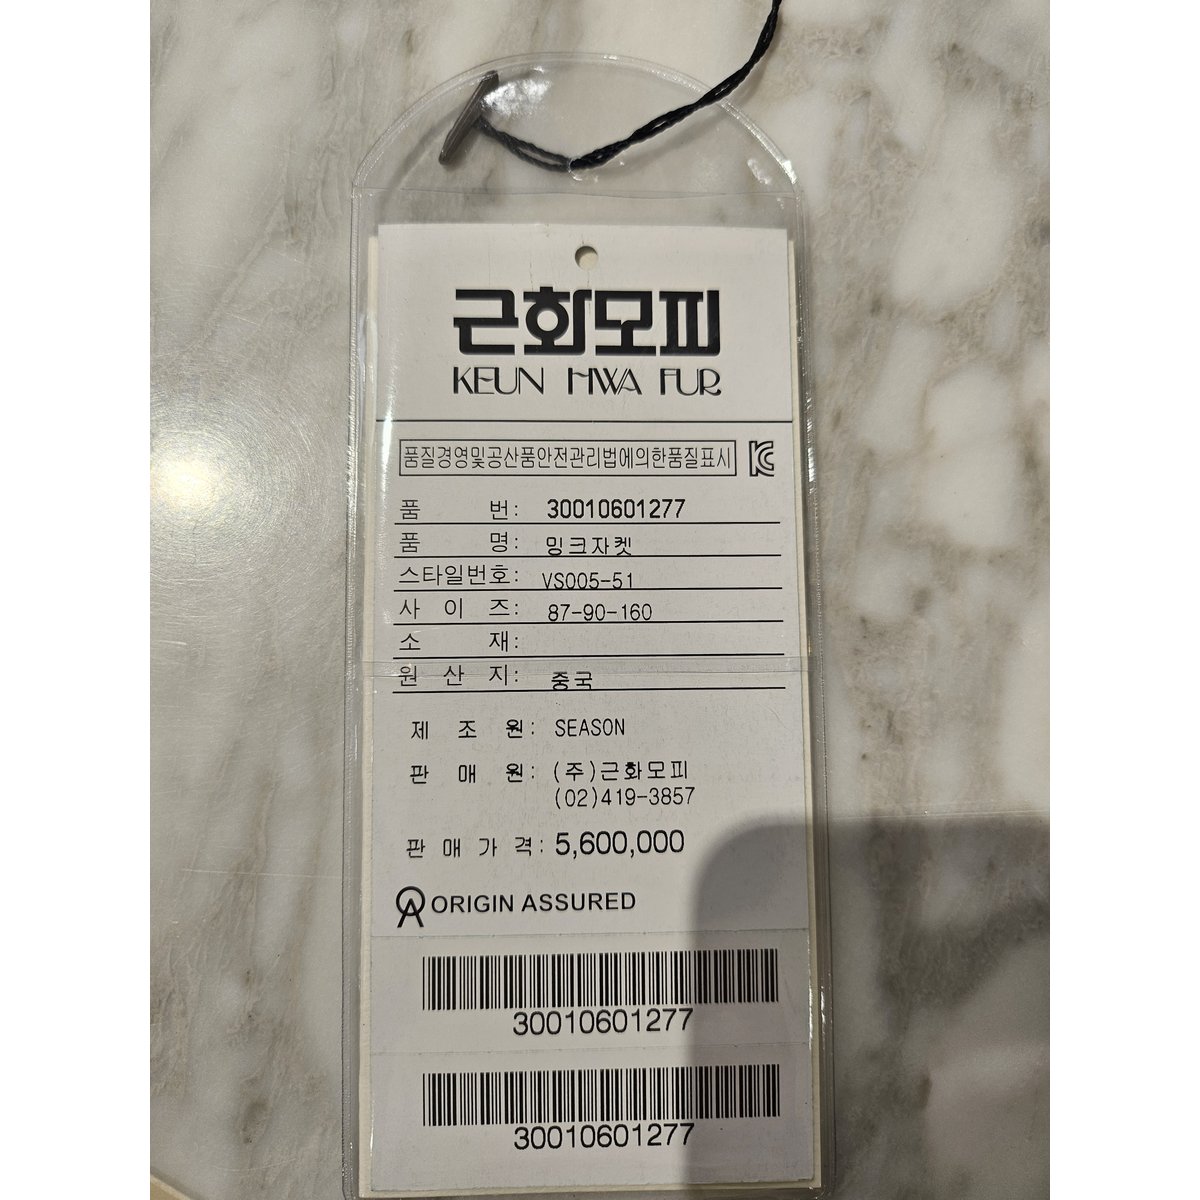 근화모피
KEUN HWA FUR
품질경영및공산품안전관리법에의한품질표시
품 번: 30010601277
품 명: 밍크자켓
스타일번호: VS005-51
사 이 즈: 87-90-160
소 재:
원 산 지: 중국
제 조 원: SEASON
판 매 원: (주)근화모피
(02)419-3857
판 매 가 격: 5,600,000
ORIGIN ASSURED
30010601277
30010601277